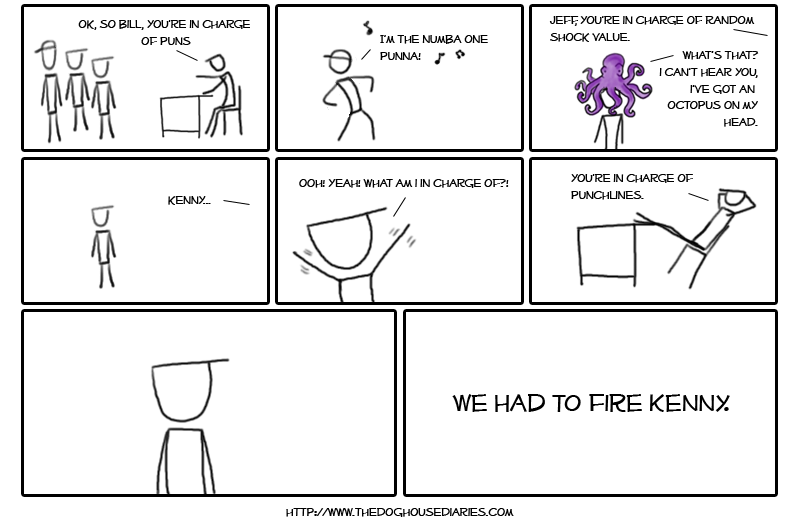 OK, SO BILL, YOU'RE IN CHARGE
OF PUNS
I'M THE NUMBA ONE
PUNNA!
JEFF, YOU'RE IN CHARGE OF RANDOM
SHOCK VALUE.
WHAT'S THAT?
I CAN'T HEAR YOU,
I'VE GOT AN
OCTOPUS ON MY
HEAD.
KENNY...
OOH! YEAH! WHAT AM I IN CHARGE OF?!
YOU'RE IN CHARGE OF
PUNCHLINES.
WE HAD TO FIRE KENNY.
HTTP://WWW.THEDOGHOUSEDIARIES.COM